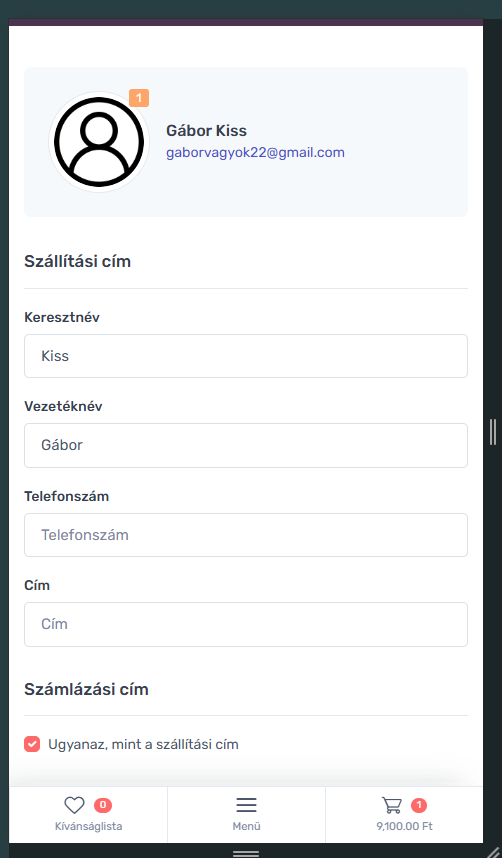 1
Gábor Kiss
gaborvagyok22@gmail.com
Szállítási cím
Keresztnév
Kiss
Vezetéknév
Gábor
Telefonszám
Telefonszám
Cím
Cím
Számlázási cím
Ugyanaz, mint a szállítási cím
0
Kívánságlista
Menü
1
9,100.00 Ft